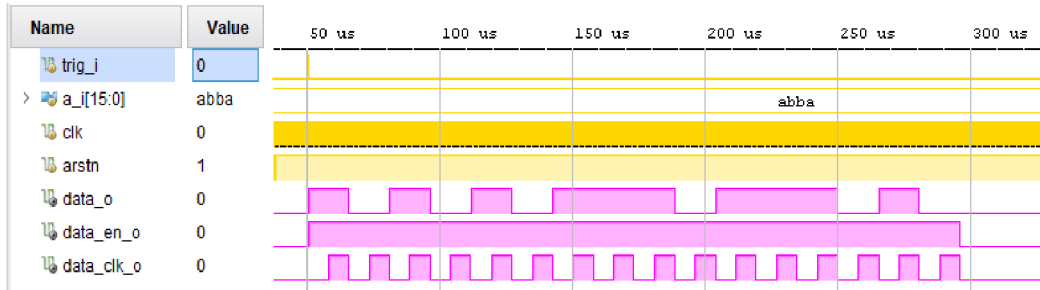 Name Value 50 us 100 us 150 us 200 us 250 us 300 us
trig_i 0
a_i[15:0] abba abba
clk 0
arstn 1
data_o 0
data_en_o 0
data_clk_o 0